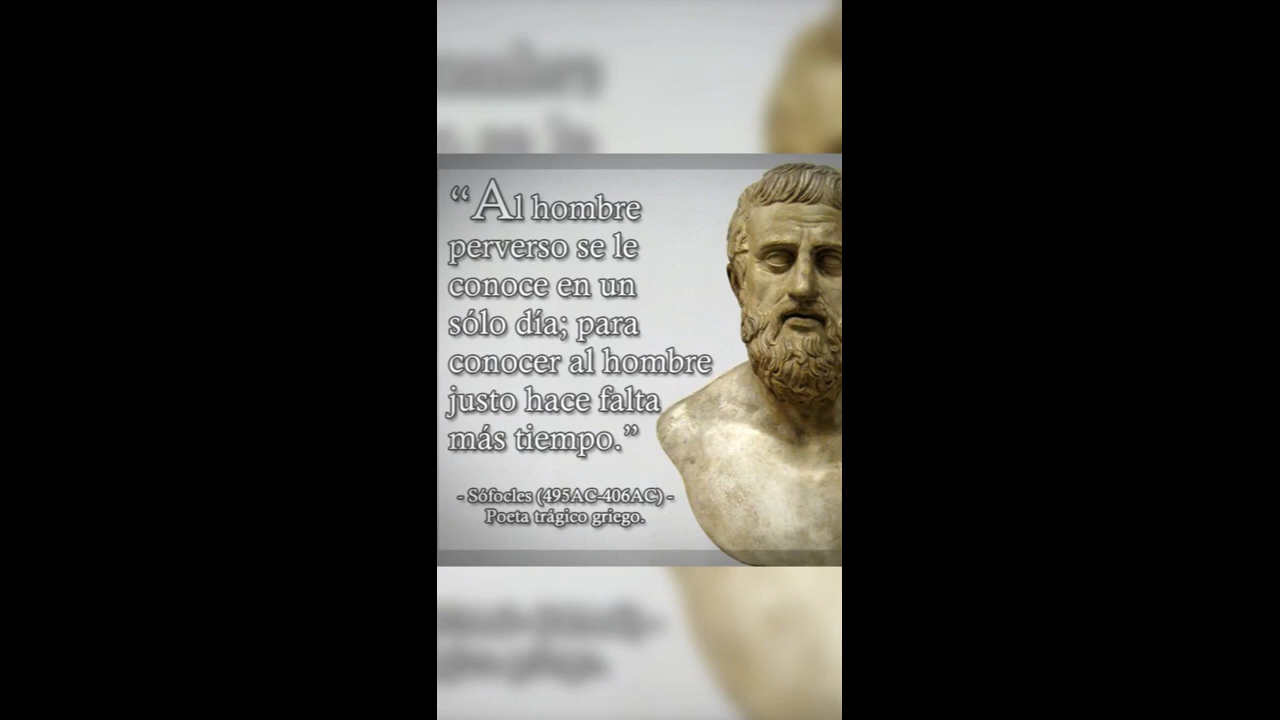 “Al hombre
perverso se le
conoce en un
sólo día; para
conocer al hombre
justo hace falta
más tiempo.”
- Sófocles (495AC-406AC) -
Poeta trágico griego.